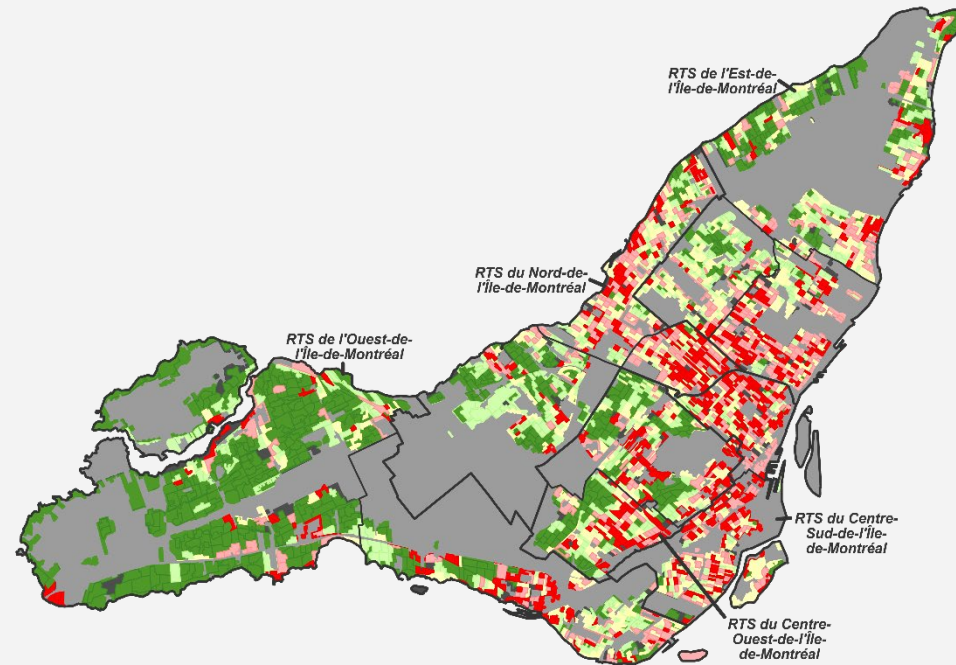 RTS de l'Est-de-
l'Île-de-Montréal
RTS du Nord-de-
l'Île-de-Montréal
RTS de l'Ouest-de-
l'Île-de-Montréal
RTS du Centre-
Sud-de-l'Île-
de-Montréal
RTS du Centre-
Ouest-de-l'Île-
de-Montréal